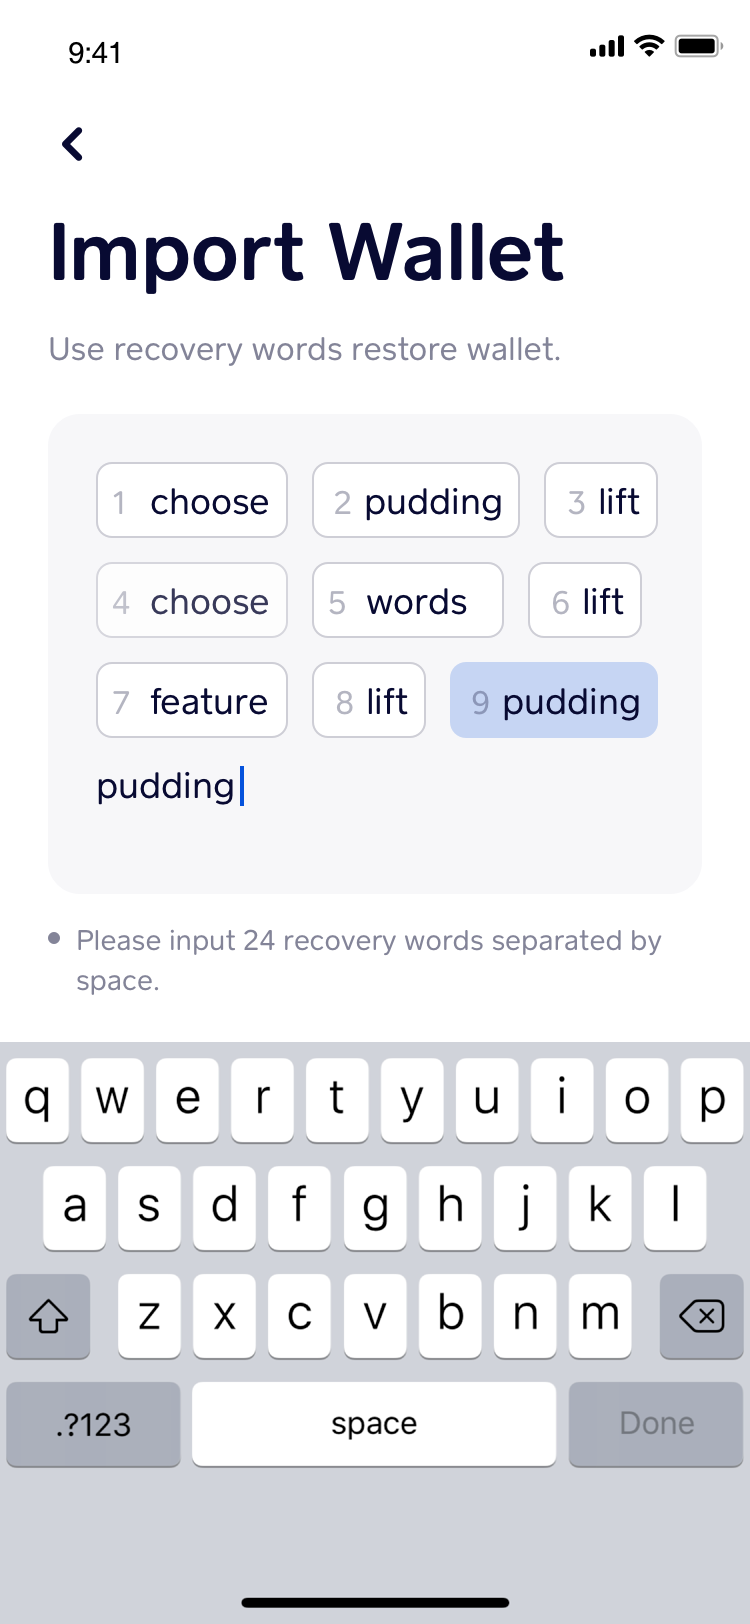 9:41
Import Wallet
Use recovery words restore wallet.
1 choose 2 pudding 3 lift
4 choose 5 words 6 lift
7 feature 8 lift 9 pudding
pudding
• Please input 24 recovery words separated by
space.
q w e r t y u i o p
a s d f g h j k l
z x c v b n m
.?123 space Done